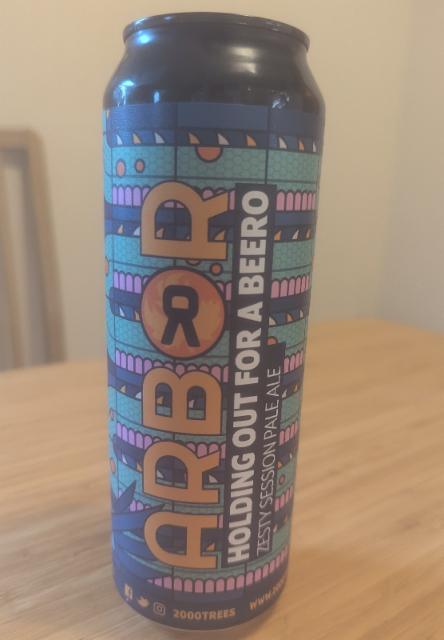 ARBOR
HOLDING OUT FOR A BEERO
ZESTY SESSION PALE ALE
2000TREES